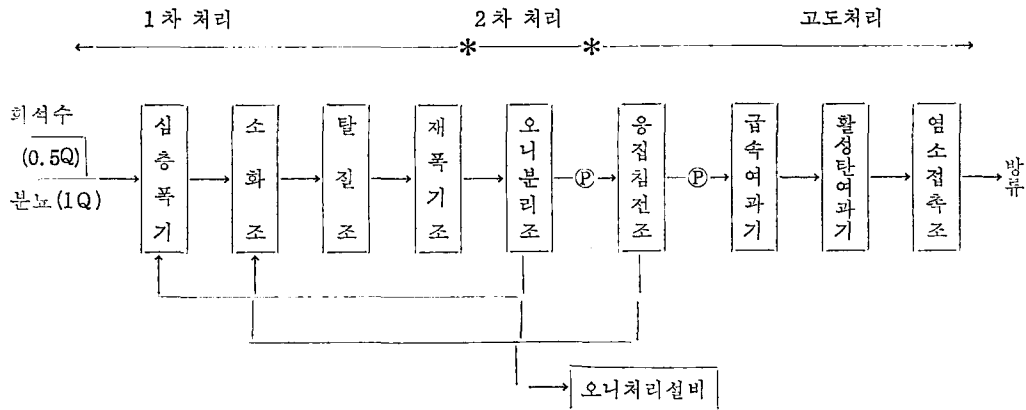 1차 처리 2차 처리 고도처리
희석수
(0.5Q)
분뇨(1Q)
심층폭기
소화조
탈질조
재폭기조
오니분리조
Ⓟ
응집침전조
Ⓟ
급속여과기
활성탄여과기
염소접촉조
방류
오니처리설비